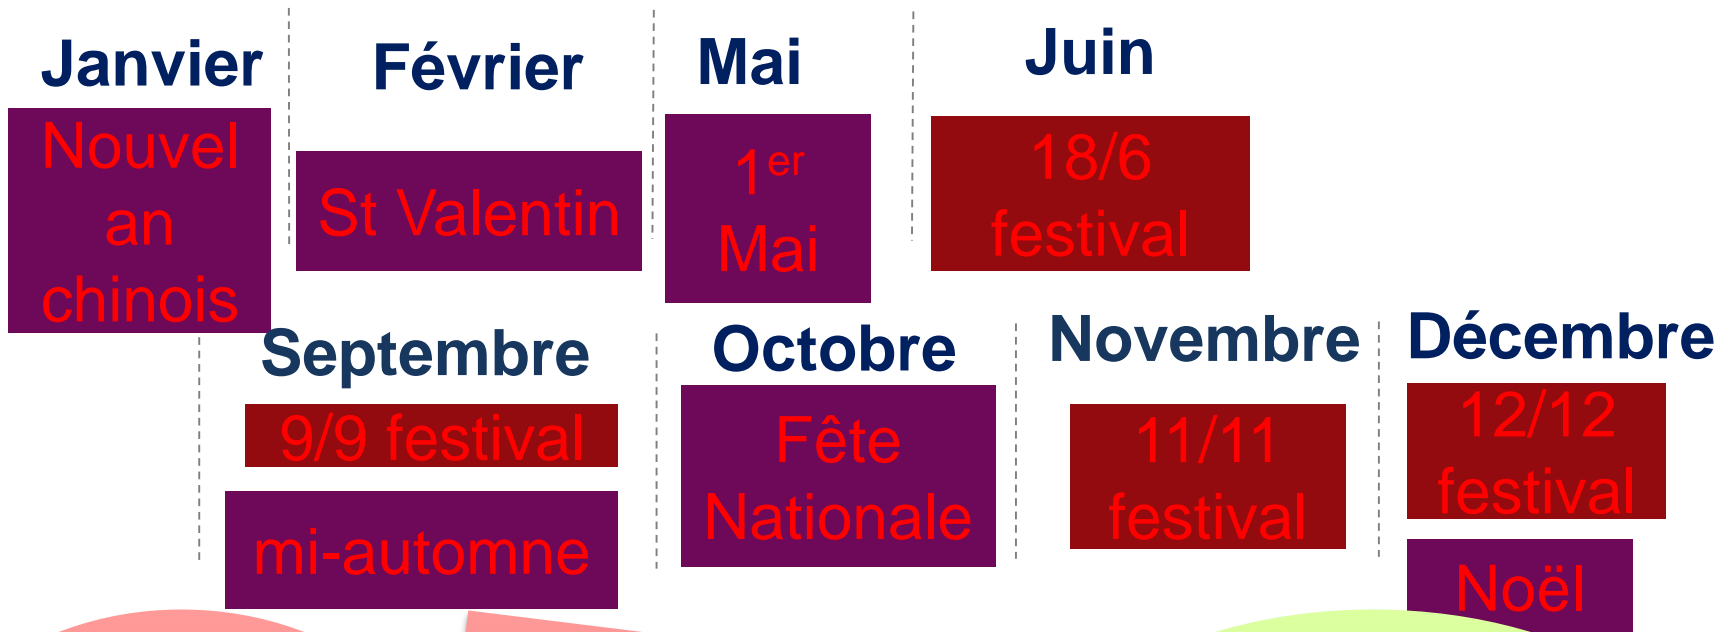 Janvier
Nouvel
an
chinois
Février
St Valentin
Mai
1er
Mai
Juin
18/6
festival
Septembre
9/9 festival
mi-automne
Octobre
Fête
Nationale
Novembre
11/11
festival
Décembre
12/12
festival
Noël